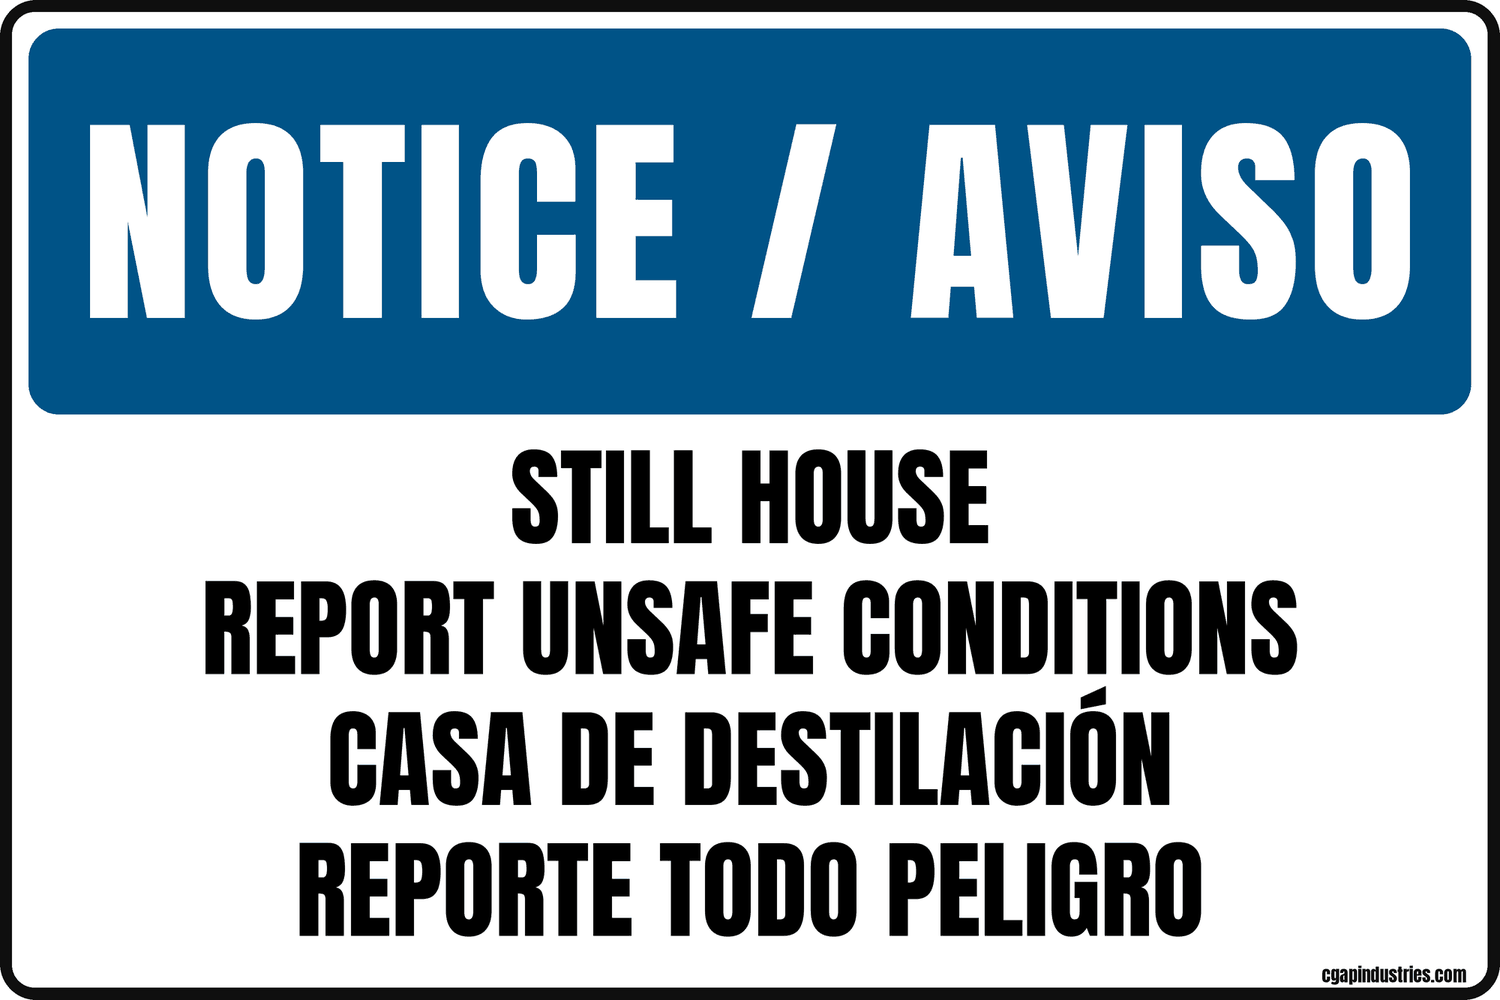 NOTICE / AVISO
STILL HOUSE
REPORT UNSAFE CONDITIONS
CASA DE DESTILACIÓN
REPORTE TODO PELIGRO
cgapindustries.com